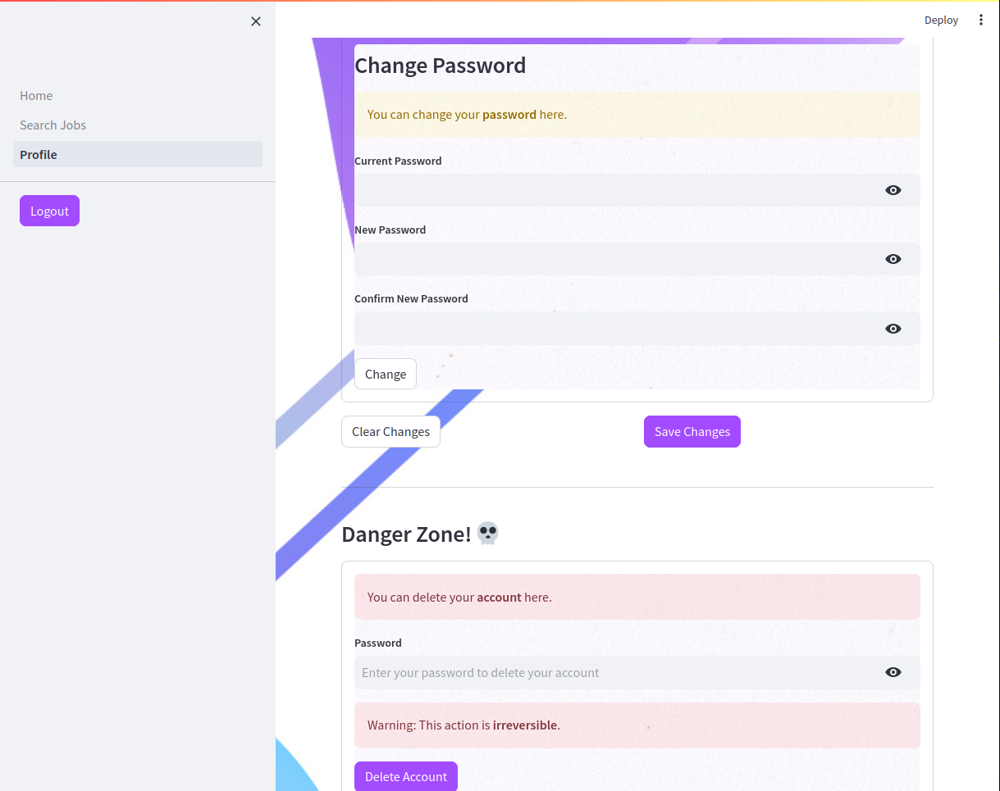 Deploy
Home
Search Jobs
Profile
Logout
Change Password
You can change your password here.
Current Password
New Password
Confirm New Password
Change
Clear Changes
Save Changes
Danger Zone! 💀
You can delete your account here.
Password
Enter your password to delete your account
Warning: This action is irreversible.
Delete Account